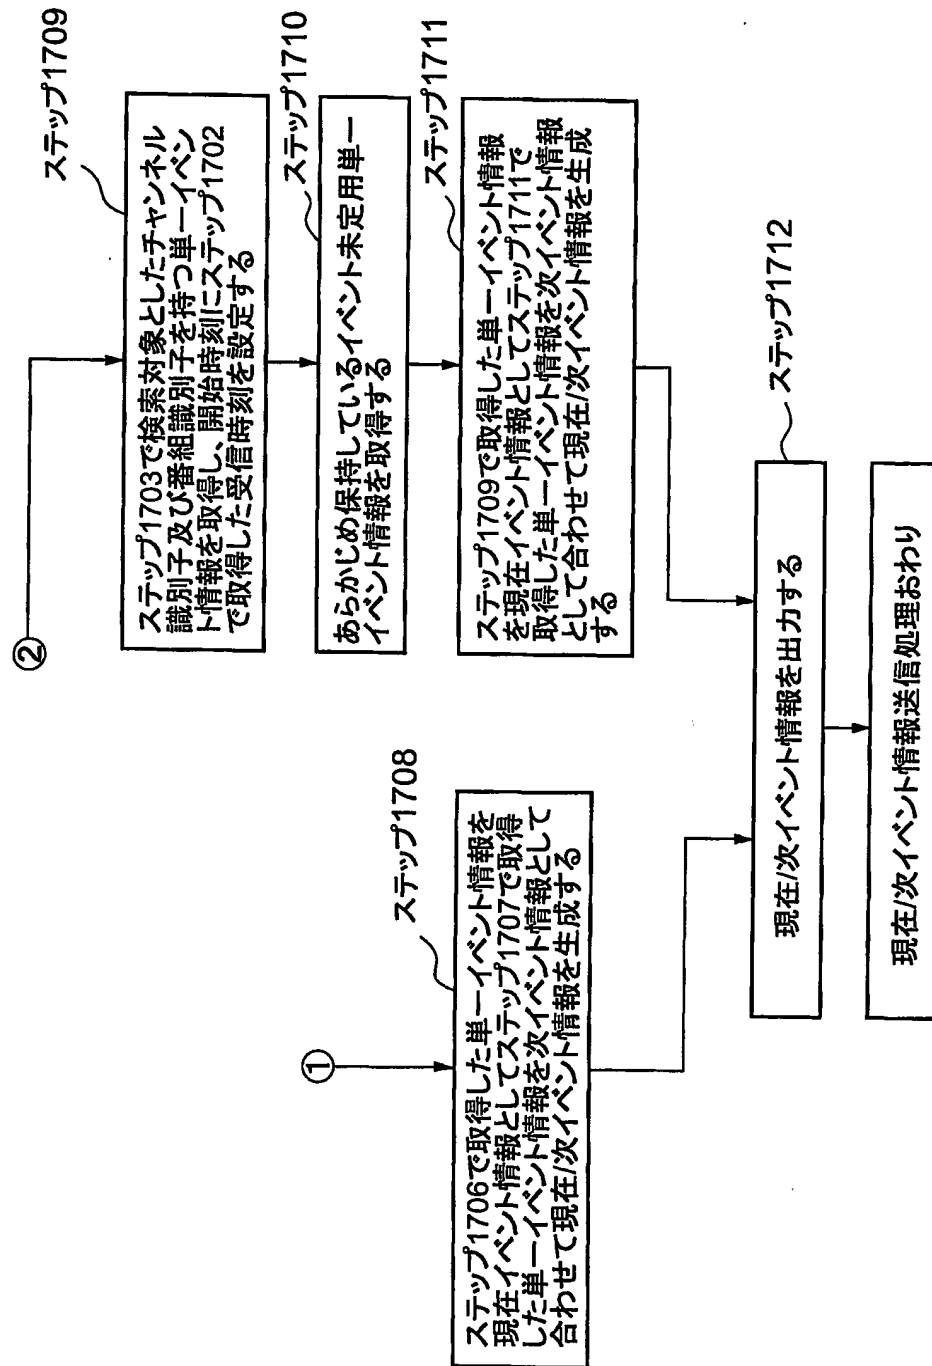 ①
ステップ1708
ステップ1706で取得した単一イベント情報を
現在イベント情報としてステップ1707で取得
した単一イベント情報を次イベント情報として
合わせて現在/次イベント情報を生成する
②
ステップ1709
ステップ1703で検索対象としたチャンネル
識別子及び番組識別子を持つ単一イベン
ト情報を取得し、開始時刻にステップ1702
で取得した受信時刻を設定する
ステップ1710
あらかじめ保持しているイベント未定用単一
イベント情報を取得する
ステップ1711
ステップ1709で取得した単一イベント情報
を現在イベント情報としてステップ1711で
取得した単一イベント情報を次イベント情報
として合わせて現在/次イベント情報を生成
する
ステップ1712
現在/次イベント情報を出力する
現在/次イベント情報送信処理おわり